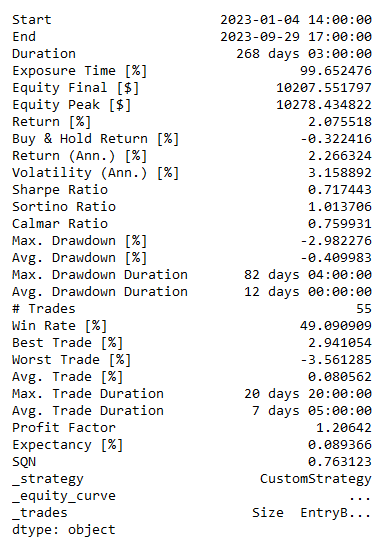 Start 2023-01-04 14:00:00
End 2023-09-29 17:00:00
Duration 268 days 03:00:00
Exposure Time [%] 99.652476
Equity Final [$] 10207.551797
Equity Peak [$] 10278.434822
Return [%] 2.075518
Buy & Hold Return [%] -0.322416
Return (Ann.) [%] 2.266324
Volatility (Ann.) [%] 3.158892
Sharpe Ratio 0.717443
Sortino Ratio 1.013706
Calmar Ratio 0.759931
Max. Drawdown [%] -2.982276
Avg. Drawdown [%] -0.409983
Max. Drawdown Duration 82 days 04:00:00
Avg. Drawdown Duration 12 days 00:00:00
# Trades 55
Win Rate [%] 49.090909
Best Trade [%] 2.941054
Worst Trade [%] -3.561285
Avg. Trade [%] 0.080562
Max. Trade Duration 20 days 20:00:00
Avg. Trade Duration 7 days 05:00:00
Profit Factor 1.20642
Expectancy [%] 0.089366
SQN 0.763123
_strategy CustomStrategy
_equity_curve ...
_trades Size EntryB...
dtype: object